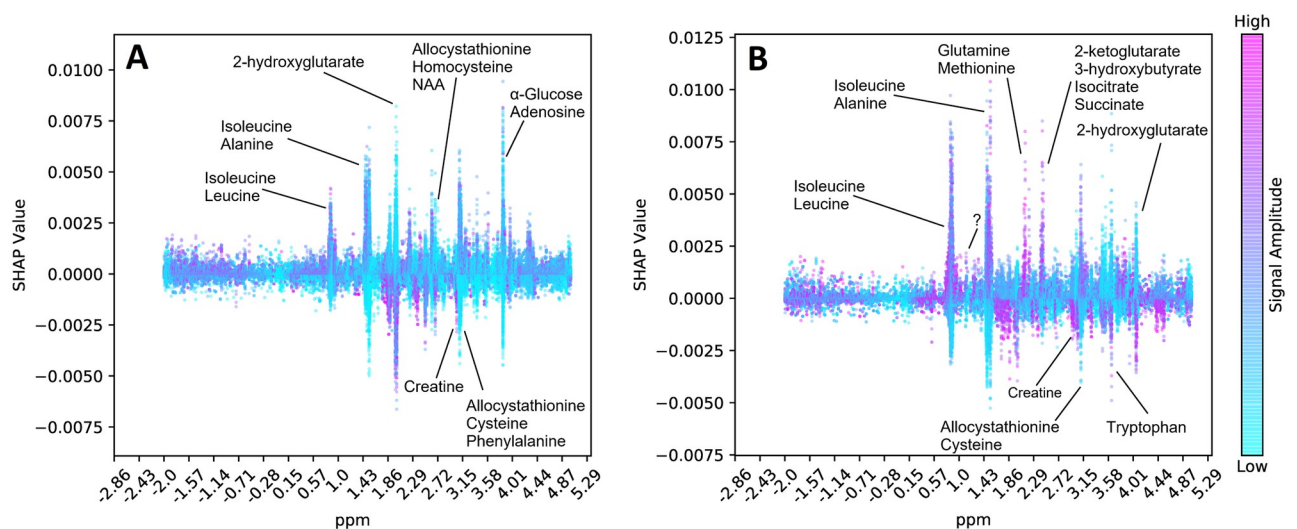 A
2-hydroxyglutarate
Allocystathionine
Homocysteine
NAA
α-Glucose
Adenosine
Isoleucine
Alanine
Isoleucine
Leucine
Creatine
Allocystathionine
Cysteine
Phenylalanine
SHAP Value
0.0100
0.0075
0.0050
0.0025
0.0000
−0.0025
−0.0050
−0.0075
-2.86
-2.43
-2.0
-1.57
-1.14
-0.71
-0.28
0.15
0.57
1.0
1.43
1.86
2.29
2.72
3.15
3.58
4.01
4.44
4.87
5.29
ppm
B
Glutamine
Methionine
2-ketoglutarate
3-hydroxybutyrate
Isocitrate
Succinate
2-hydroxyglutarate
Isoleucine
Alanine
Isoleucine
Leucine
?
Creatine
Allocystathionine
Cysteine
Tryptophan
SHAP Value
0.0125
0.0100
0.0075
0.0050
0.0025
0.0000
−0.0025
−0.0050
−0.0075
-2.86
-2.43
-2.0
-1.57
-1.14
-0.71
-0.28
0.15
0.57
1.0
1.43
1.86
2.29
2.72
3.15
3.58
4.01
4.44
4.87
5.29
ppm
High
Signal Amplitude
Low